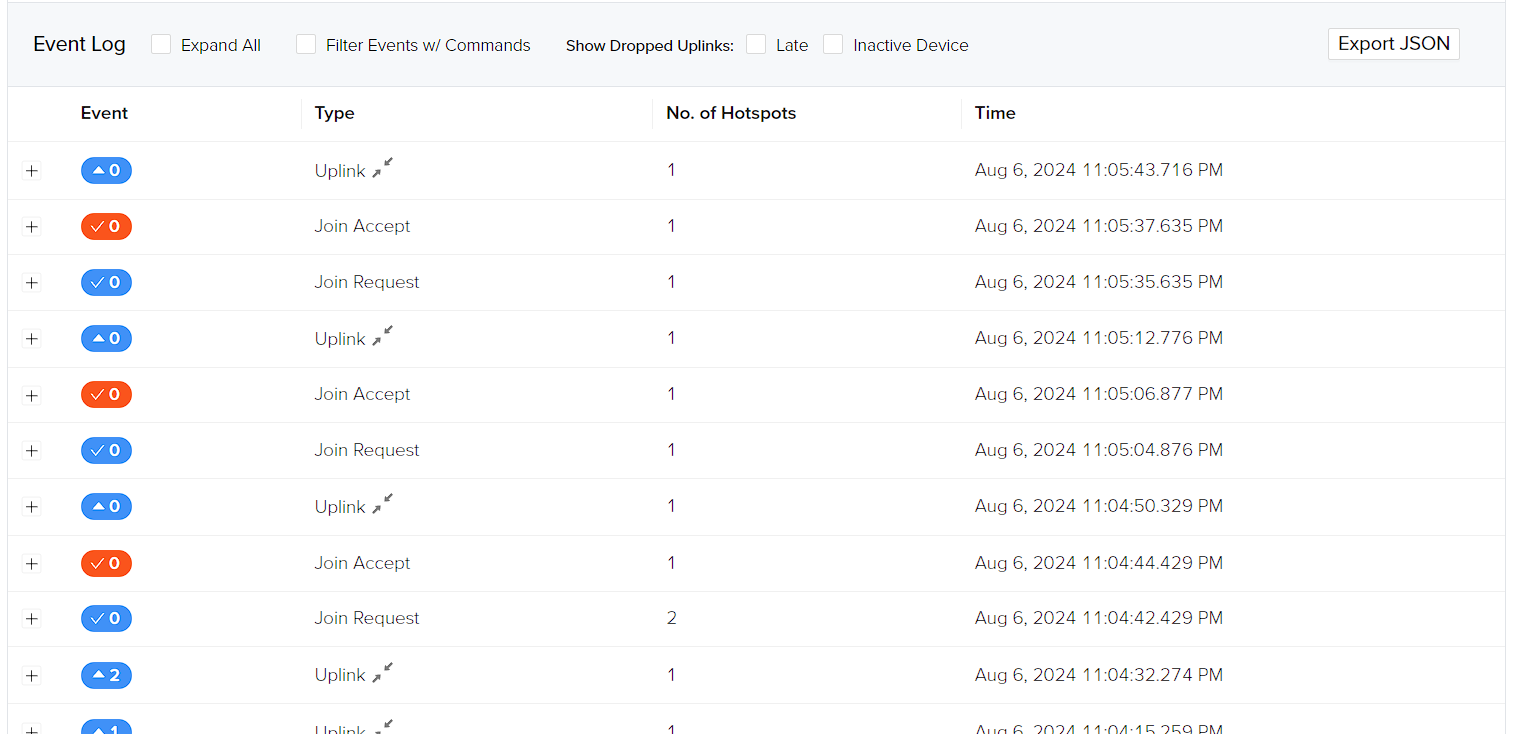 Event Log Expand All Filter Events w/ Commands Show Dropped Uplinks: Late Inactive Device Export JSON
Event Type No. of Hotspots Time
0 Uplink 1 Aug 6, 2024 11:05:43.716 PM
0 Join Accept 1 Aug 6, 2024 11:05:37.635 PM
0 Join Request 1 Aug 6, 2024 11:05:35.635 PM
0 Uplink 1 Aug 6, 2024 11:05:12.776 PM
0 Join Accept 1 Aug 6, 2024 11:05:06.877 PM
0 Join Request 1 Aug 6, 2024 11:05:04.876 PM
0 Uplink 1 Aug 6, 2024 11:04:50.329 PM
0 Join Accept 1 Aug 6, 2024 11:04:44.429 PM
0 Join Request 2 Aug 6, 2024 11:04:42.429 PM
2 Uplink 1 Aug 6, 2024 11:04:32.274 PM
1 Uplink 1 Aug 6, 2024 11:04:15.259 PM